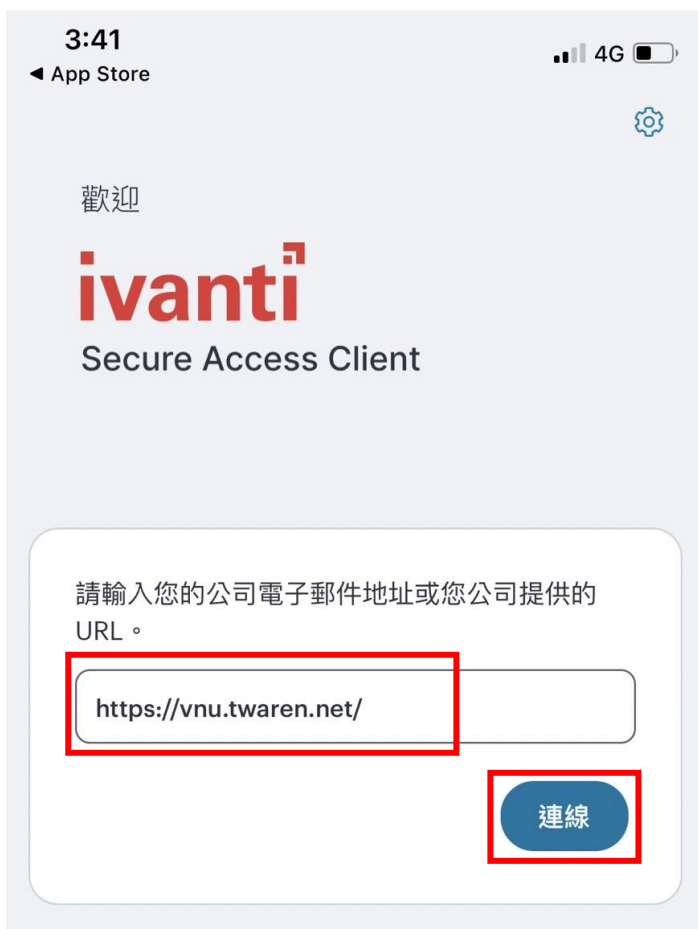 3:41
4G
◀ App Store
歡迎
ivanti
Secure Access Client
請輸入您的公司電子郵件地址或您公司提供的
URL。
https://vnu.twaren.net/
連線